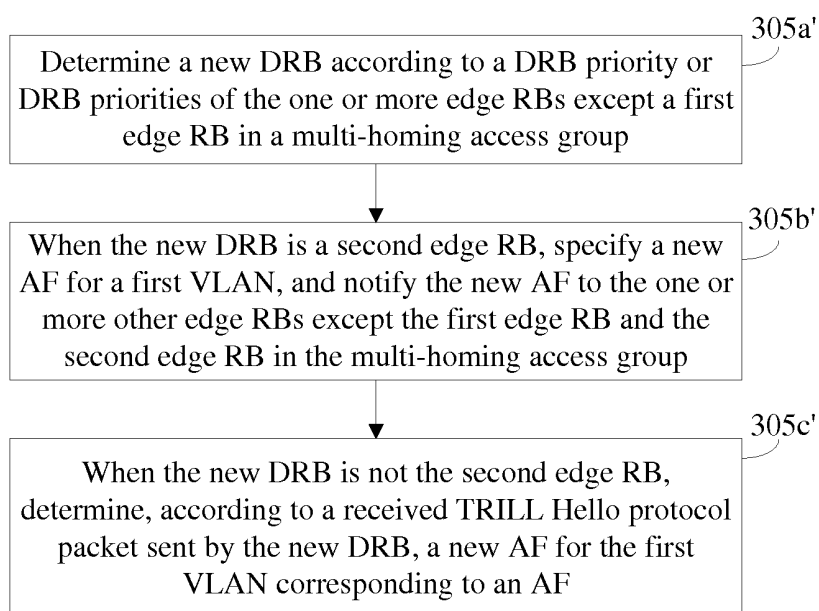 305a'
Determine a new DRB according to a DRB priority or
DRB priorities of the one or more edge RBs except a first
edge RB in a multi-homing access group
305b'
When the new DRB is a second edge RB, specify a new
AF for a first VLAN, and notify the new AF to the one or
more other edge RBs except the first edge RB and the
second edge RB in the multi-homing access group
305c'
When the new DRB is not the second edge RB,
determine, according to a received TRILL Hello protocol
packet sent by the new DRB, a new AF for the first
VLAN corresponding to an AF